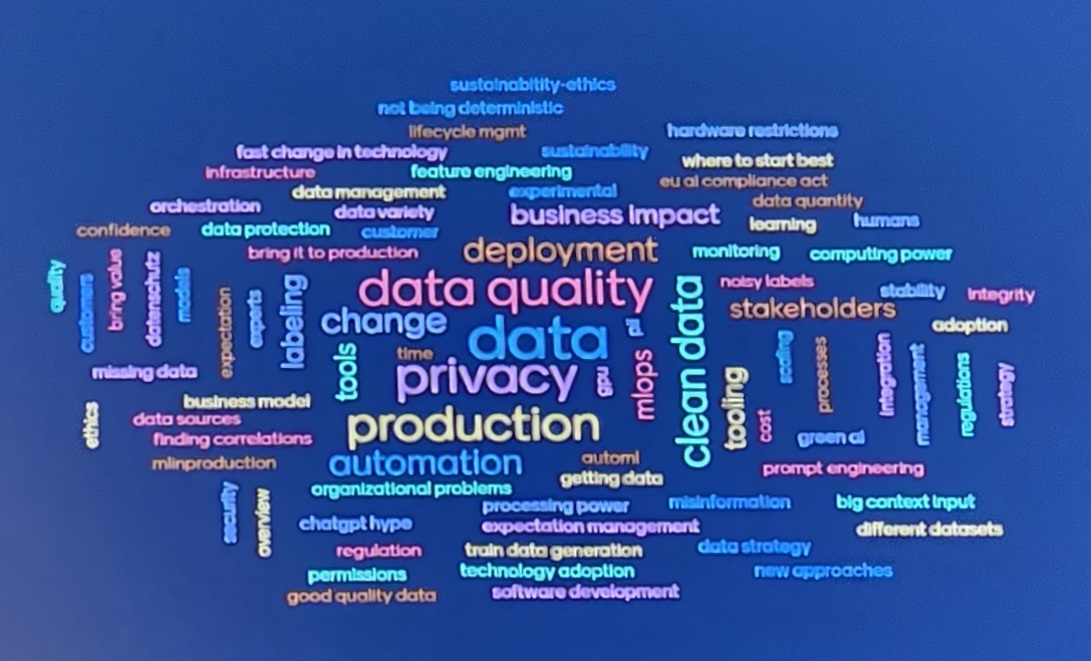 sustainabitity-ethics
not being deterministic
lifecycle mgmt
hardware restrictions
fast change in technology
sustainability
where to start best
infrastructure
feature engineering
eu ai compliance act
data management
experimental
data quantity
orchestration
data variety
business impact
learning
humans
confidence
data protection
customer
deployment
monitoring
computing power
bring it to production
quality
customers
bring value
datenschutz
models
expectation
experts
labeling
data quality
clean data
noisy labels
stability
integrity
change
data
pii
stakeholders
adoption
tools
time
privacy
gpu
mlops
tooling
scaling
processes
integration
management
regulations
strategy
missing data
ethics
business model
production
cost
data sources
finding correlations
green ai
mlinproduction
automation
automl
prompt engineering
getting data
security
overview
organizational problems
processing power
misinformation
big context input
chatgpt hype
expectation management
different datasets
regulation
train data generation
data strategy
permissions
technology adoption
new approaches
good quality data
software development